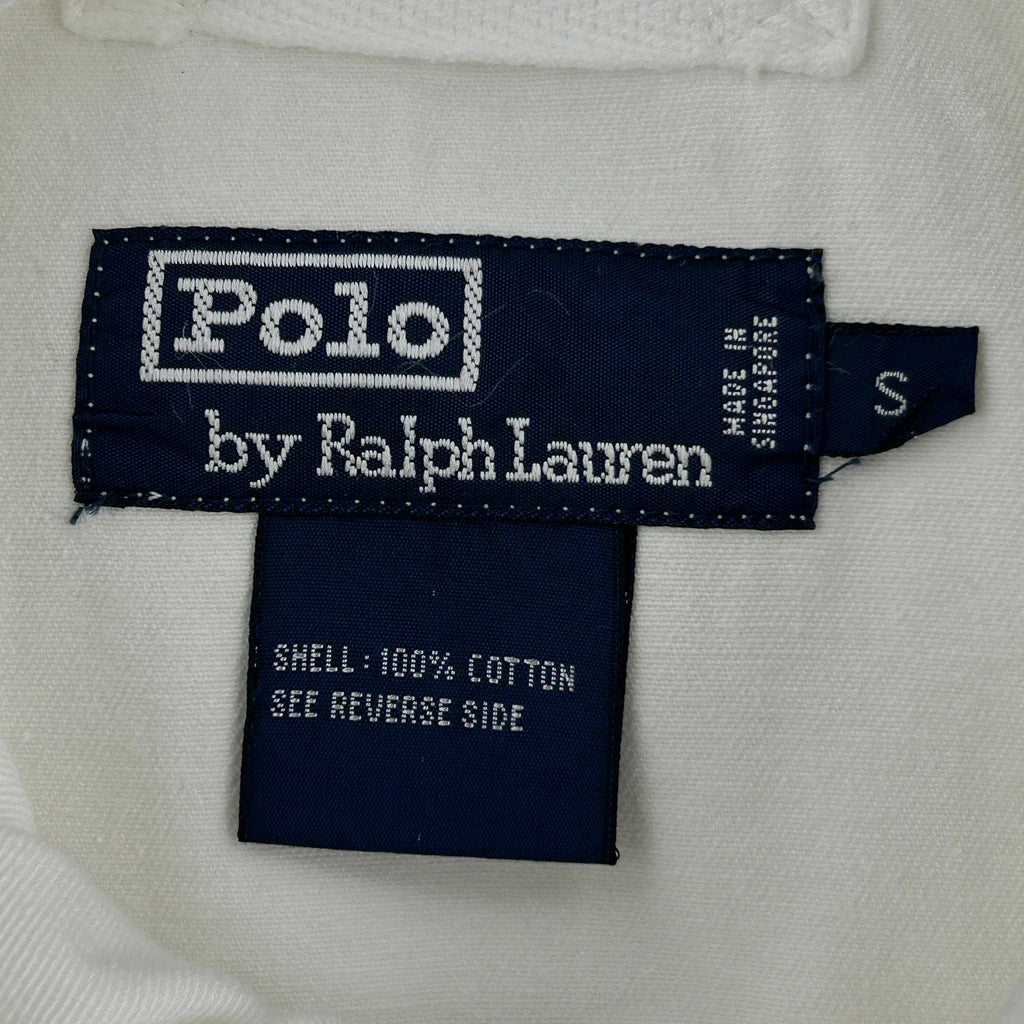 Polo
by Ralph Lauren
MADE IN
SINGAPORE
S
SHELL: 100% COTTON
SEE REVERSE SIDE